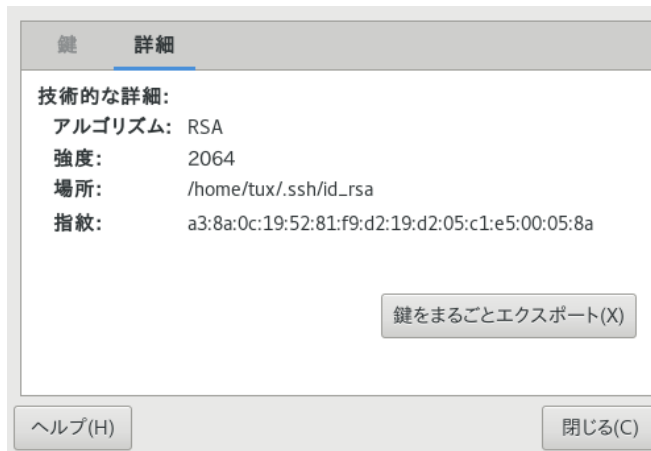 鍵 詳細
技術的な詳細:
アルゴリズム: RSA
強度: 2064
場所: /home/tux/.ssh/id_rsa
指紋: a3:8a:0c:19:52:81:f9:d2:19:d2:05:c1:e5:00:05:8a
鍵をまるごとエクスポート(X)
ヘルプ(H) 閉じる(C)